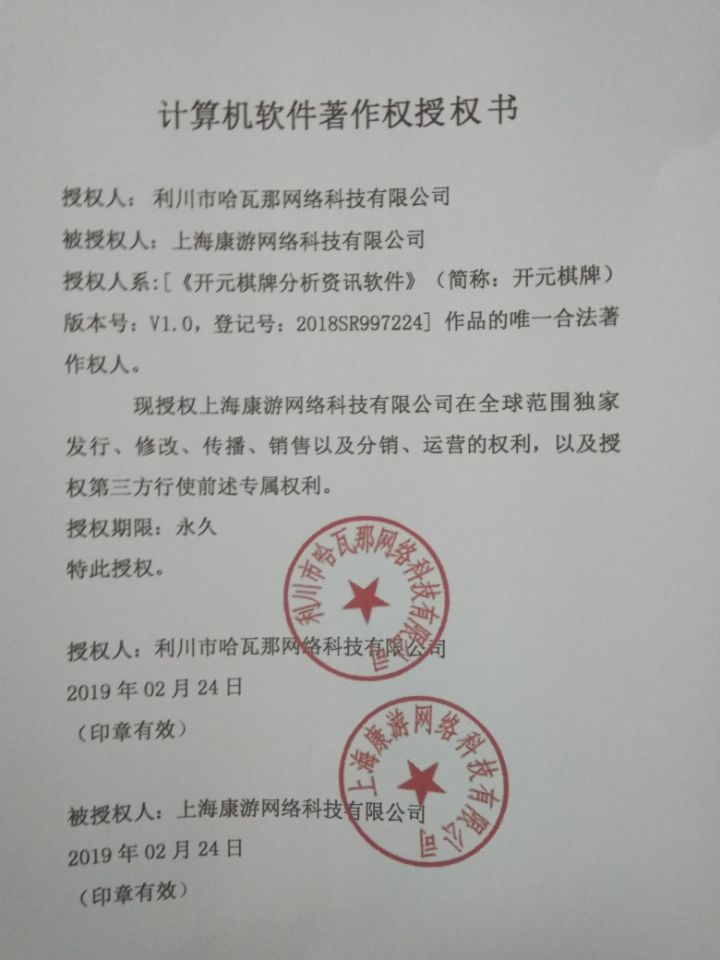 计算机软件著作权授权书
授权人：利川市哈瓦那网络科技有限公司
被授权人：上海康游网络科技有限公司
授权人系:[《开元棋牌分析资讯软件》（简称：开元棋牌）
版本号：V1.0，登记号：2018SR997224] 作品的唯一合法著
作权人。
现授权上海康游网络科技有限公司在全球范围独家
发行、修改、传播、销售以及分销、运营的权利，以及授
权第三方行使前述专属权利。
授权期限：永久
特此授权。
利川市哈瓦那网络科技有限公司
授权人：利川市哈瓦那网络科技有限公司
2019 年 02 月 24 日
（印章有效）
上海康游网络科技有限公司
被授权人：上海康游网络科技有限公司
2019 年 02 月 24 日
（印章有效）